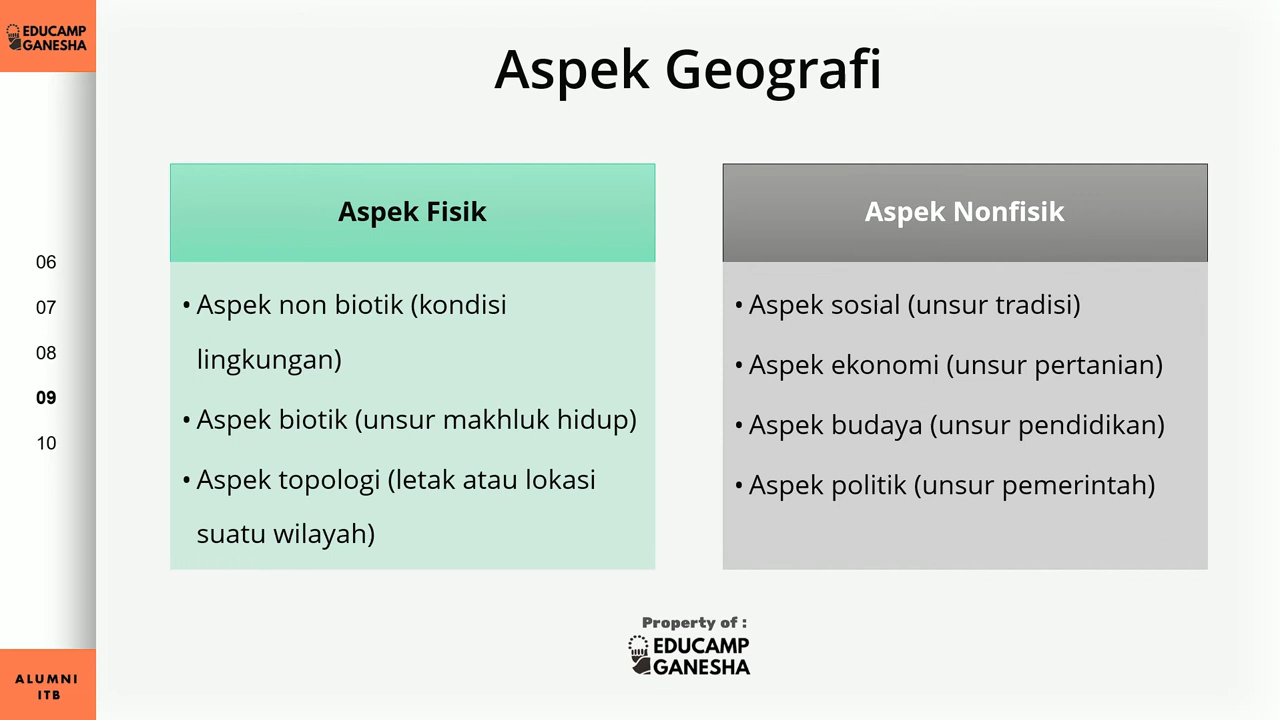 EDUCAMP
GANESHA
Aspek Geografi
Aspek Fisik
• Aspek non biotik (kondisi
lingkungan)
• Aspek biotik (unsur makhluk hidup)
• Aspek topologi (letak atau lokasi
suatu wilayah)
Aspek Nonfisik
• Aspek sosial (unsur tradisi)
• Aspek ekonomi (unsur pertanian)
• Aspek budaya (unsur pendidikan)
• Aspek politik (unsur pemerintah)
06
07
08
09
10
Property of :
EDUCAMP
GANESHA
ALUMNI
ITB